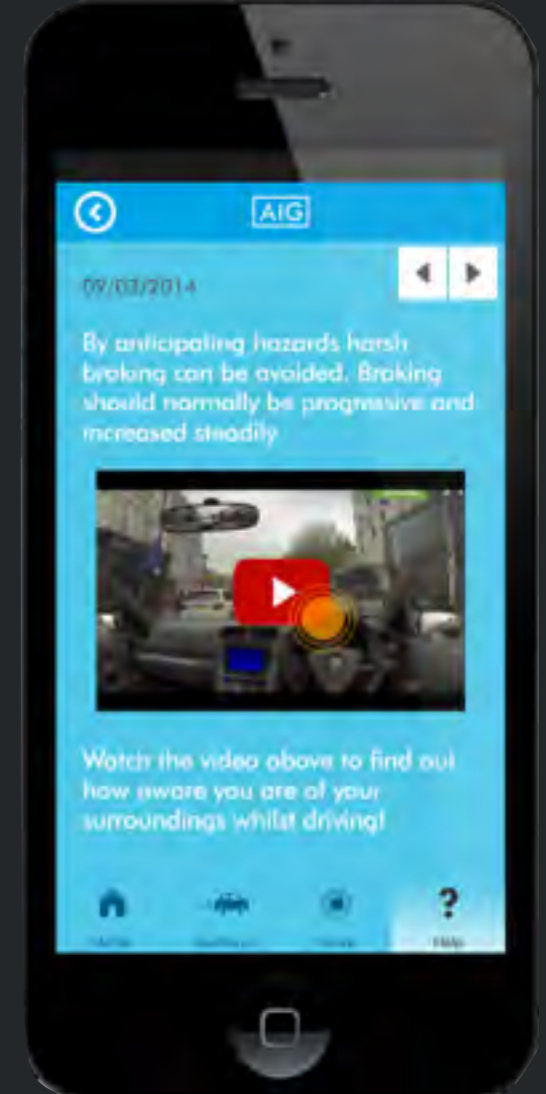 AIG
09/03/2014
By anticipating hazards harsh
braking can be avoided. Braking
should normally be progressive and
increased steadily
Watch the video above to find out
how aware you are of your
surroundings whilst driving!
?
Help